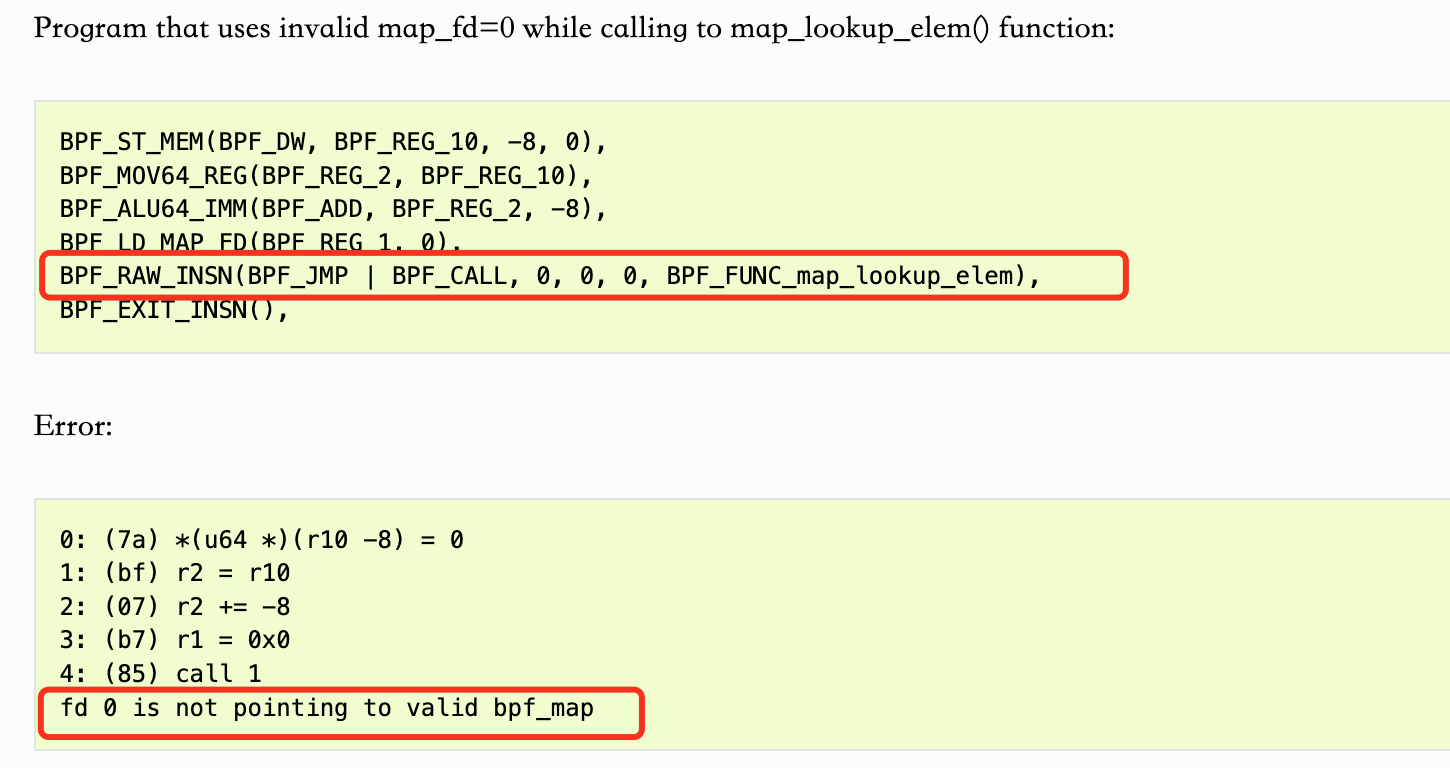 Program that uses invalid map_fd=0 while calling to map_lookup_elem() function:
BPF_ST_MEM(BPF_DW, BPF_REG_10, -8, 0),
BPF_MOV64_REG(BPF_REG_2, BPF_REG_10),
BPF_ALU64_IMM(BPF_ADD, BPF_REG_2, -8),
BPF_LD_MAP_FD(BPF_REG_1, 0),
BPF_RAW_INSN(BPF_JMP | BPF_CALL, 0, 0, 0, BPF_FUNC_map_lookup_elem),
BPF_EXIT_INSN(),
Error:
0: (7a) *(u64 *)(r10 -8) = 0
1: (bf) r2 = r10
2: (07) r2 += -8
3: (b7) r1 = 0x0
4: (85) call 1
fd 0 is not pointing to valid bpf_map